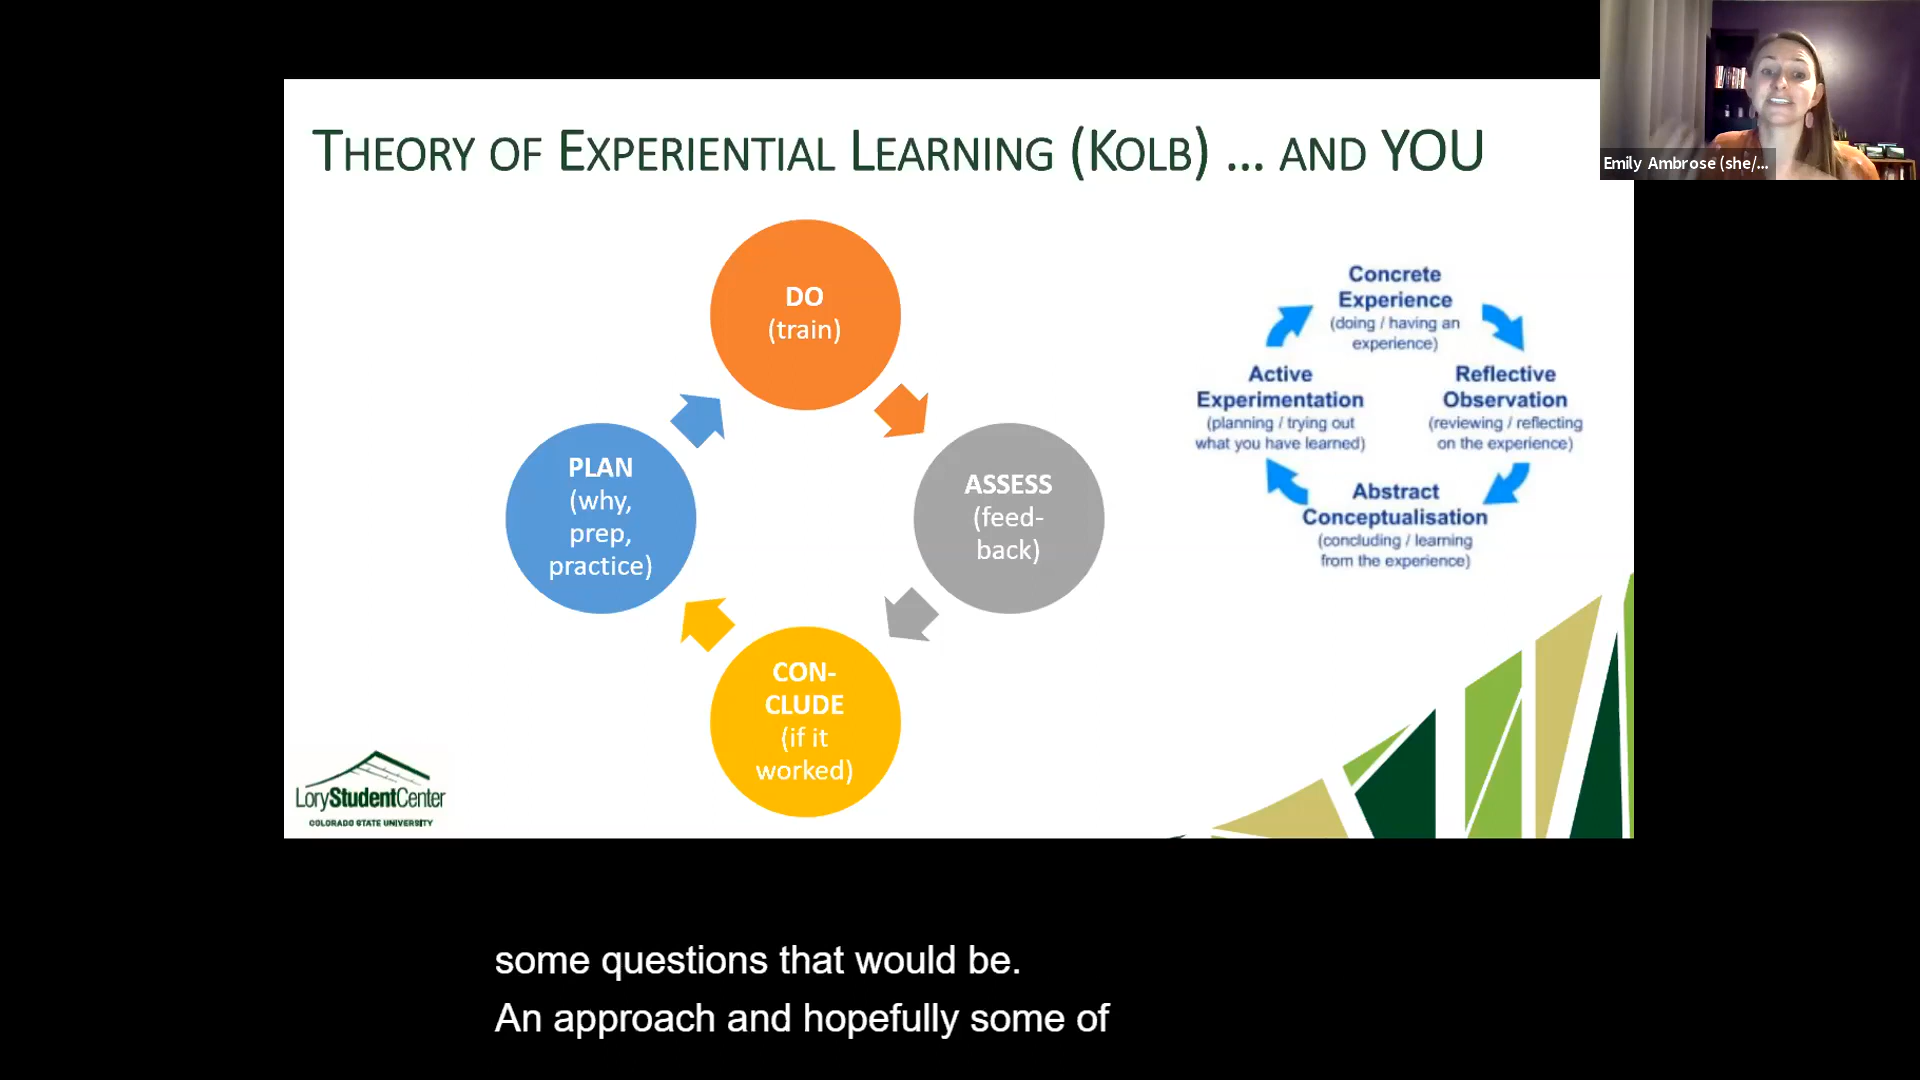 THEORY OF EXPERIENTIAL LEARNING (KOLB) ... AND YOU
Emily Ambrose (she/...
DO
(train)
ASSESS
(feed-
back)
CON-
CLUDE
(if it
worked)
PLAN
(why,
prep,
practice)
Concrete
Experience
(doing / having an
experience)
Reflective
Observation
(reviewing / reflecting
on the experience)
Abstract
Conceptualisation
(concluding / learning
from the experience)
Active
Experimentation
(planning / trying out
what you have learned)
LoryStudentCenter
COLORADO STATE UNIVERSITY
some questions that would be.
An approach and hopefully some of